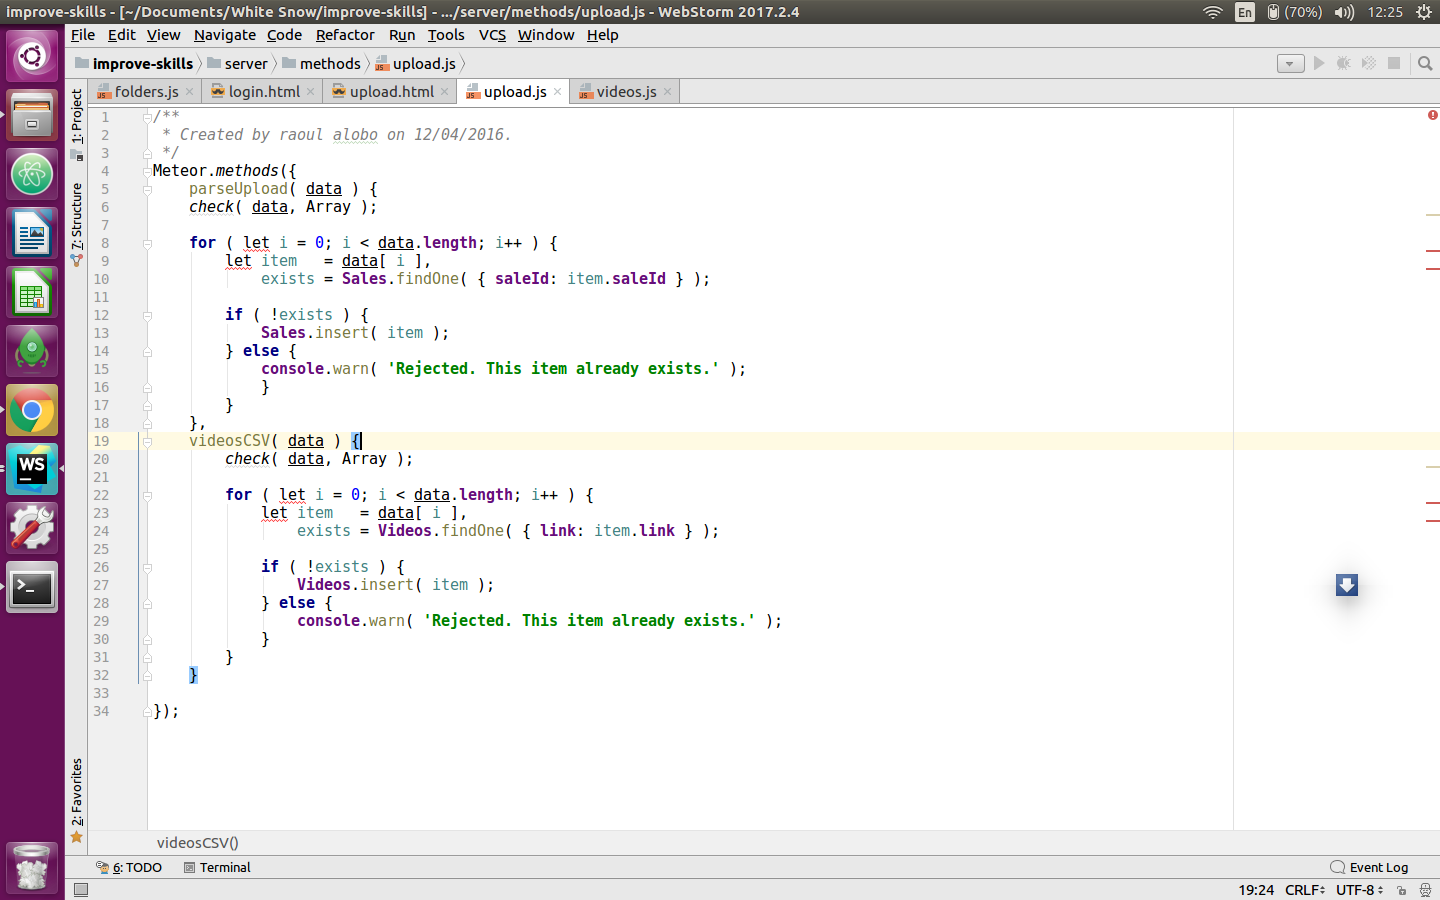 improve-skills - [~/Documents/White Snow/improve-skills] - .../server/methods/upload.js - WebStorm 2017.2.4
En (70%) 12:25
File Edit View Navigate Code Refactor Run Tools VCS Window Help
improve-skills server methods upload.js
folders.js login.html upload.html upload.js videos.js
1: Project
7: Structure
2: Favorites
1 /**
2  * Created by raoul alobo on 12/04/2016.
3  */
4 Meteor.methods({
5     parseUpload( data ) {
6     check( data, Array );
7
8     for ( let i = 0; i < data.length; i++ ) {
9         let item   = data[ i ],
10             exists = Sales.findOne( { saleId: item.saleId } );
11
12         if ( !exists ) {
13             Sales.insert( item );
14         } else {
15             console.warn( 'Rejected. This item already exists.' );
16             }
17         }
18     },
19     videosCSV( data ) {
20         check( data, Array );
21
22         for ( let i = 0; i < data.length; i++ ) {
23             let item   = data[ i ],
24                 exists = Videos.findOne( { link: item.link } );
25
26             if ( !exists ) {
27                 Videos.insert( item );
28             } else {
29                 console.warn( 'Rejected. This item already exists.' );
30             }
31         }
32     }
33
34 });
videosCSV()
6: TODO Terminal Event Log
19:24 CRLF UTF-8
WS